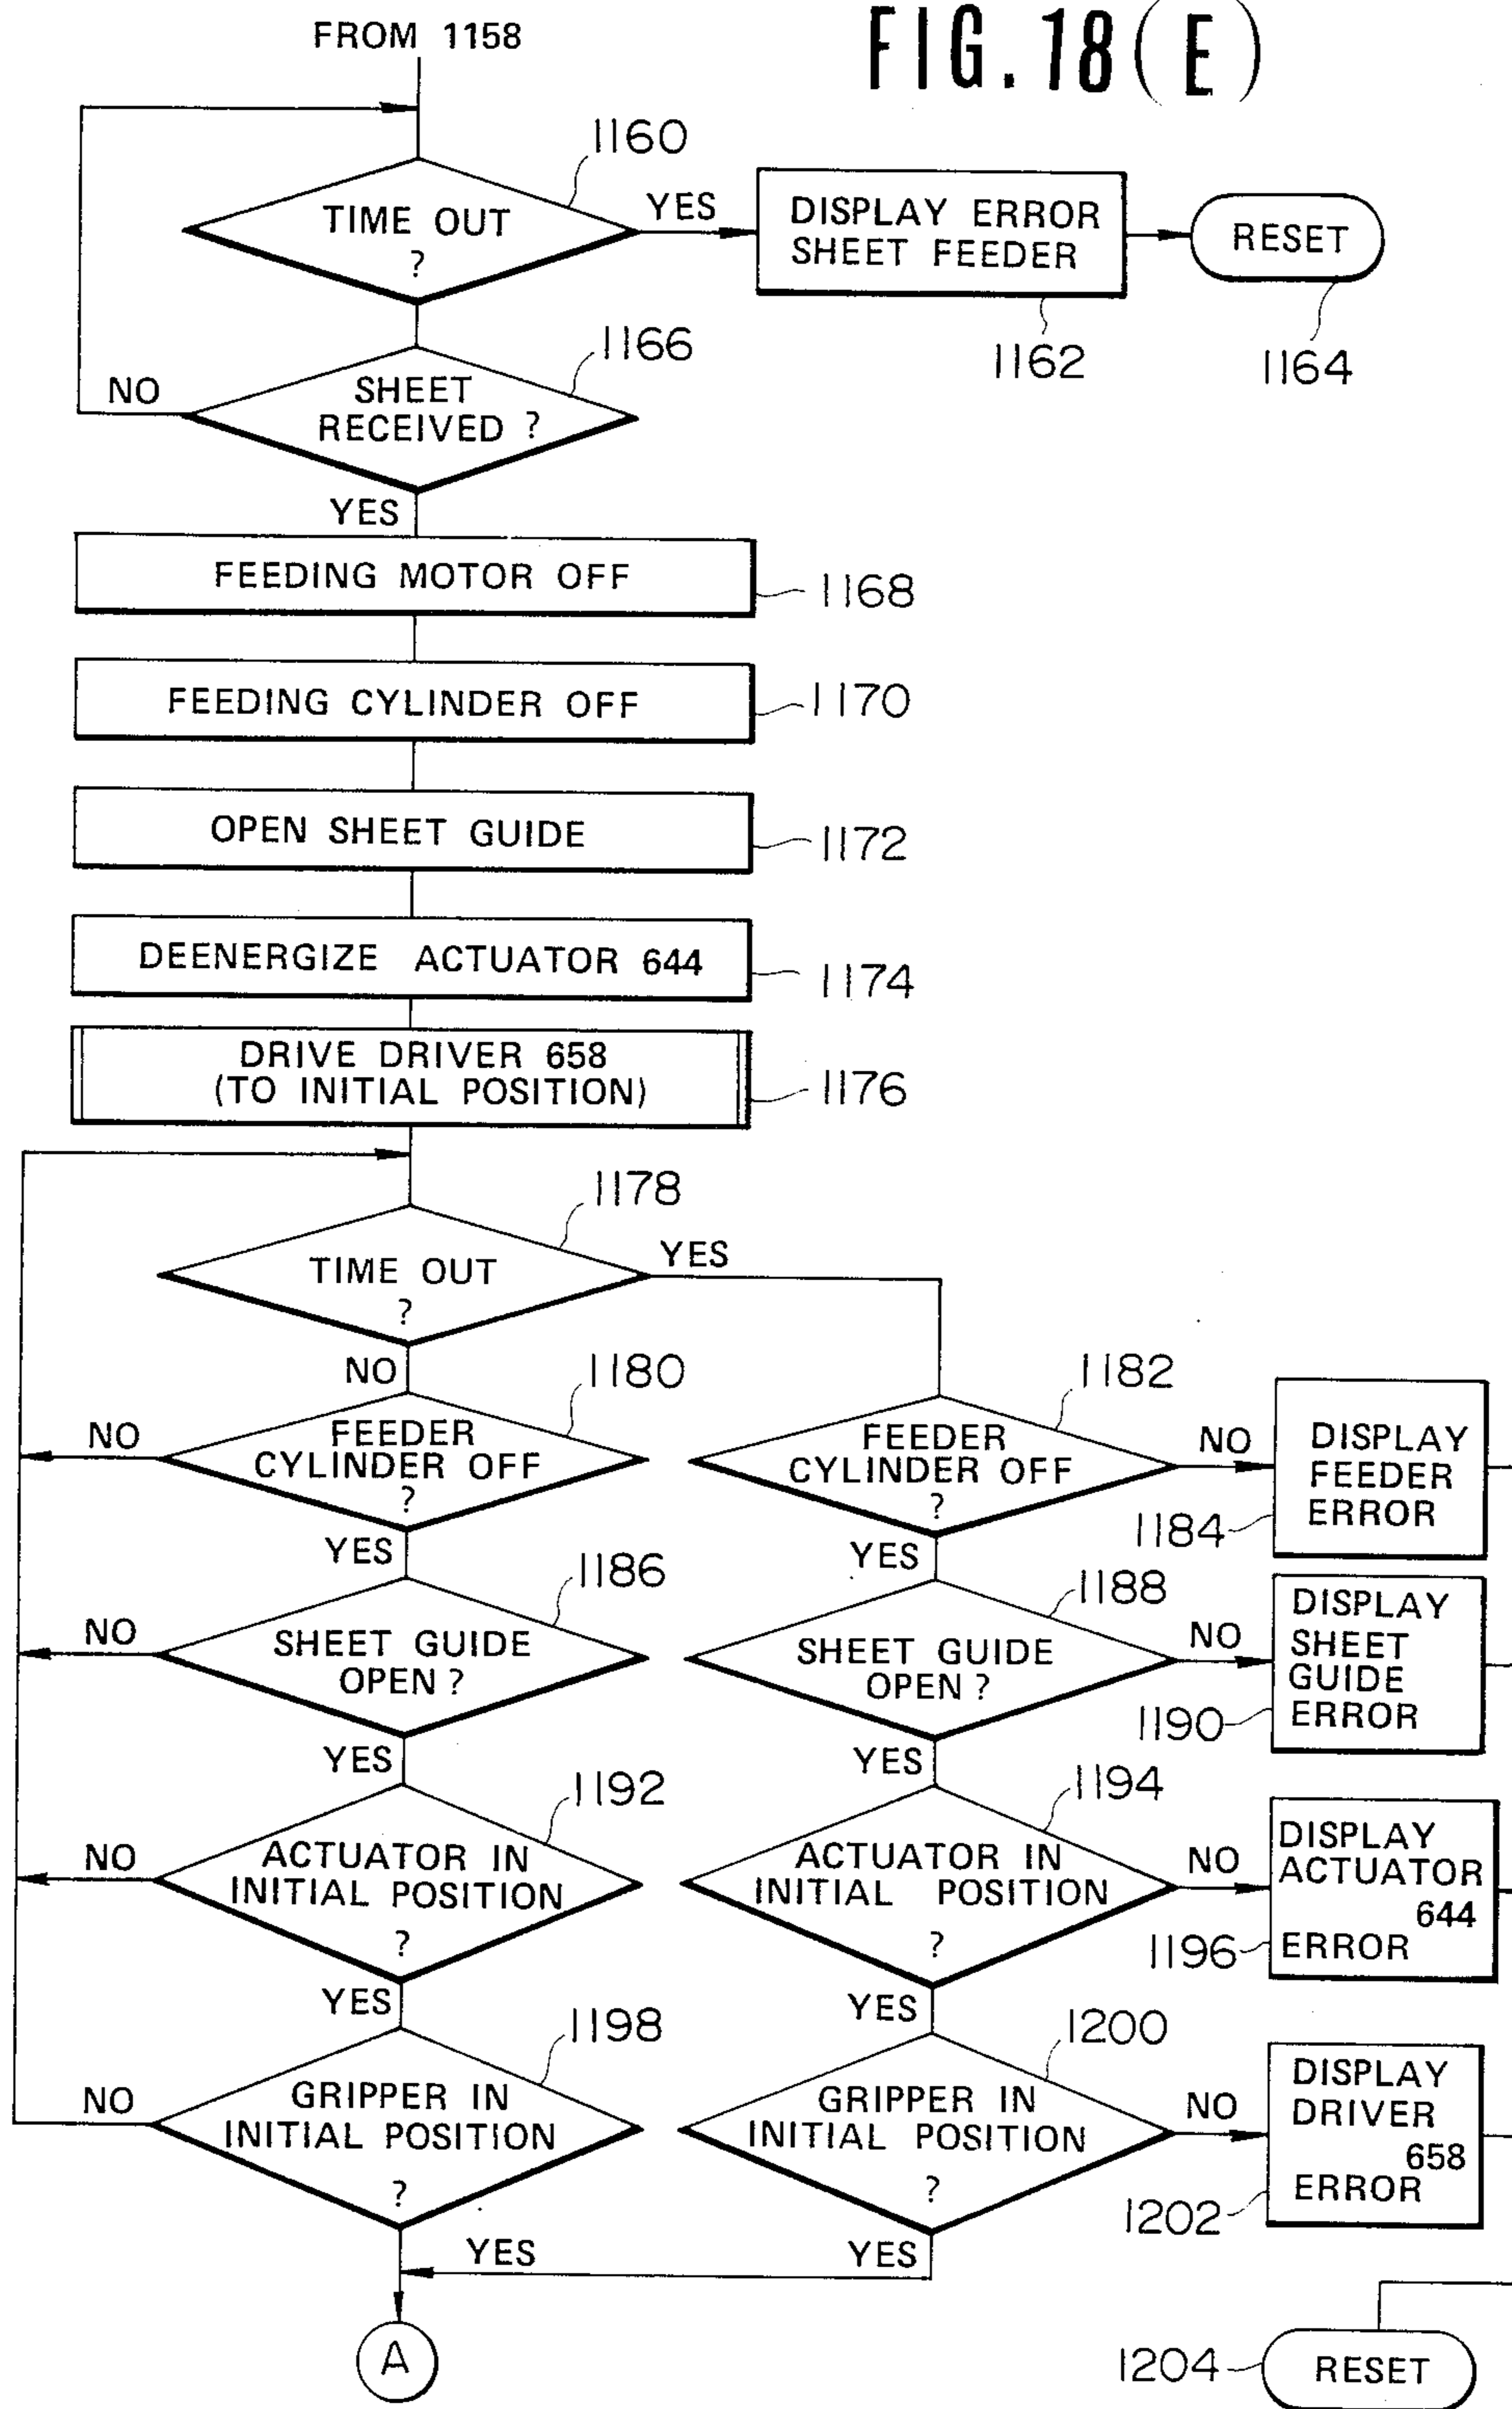 FIG. 18 (E)
FROM 1158
1160
TIME OUT
?
YES
DISPLAY ERROR
SHEET FEEDER
RESET
1162
1164
1166
SHEET
RECEIVED ?
NO
YES
FEEDING MOTOR OFF
1168
FEEDING CYLINDER OFF
1170
OPEN SHEET GUIDE
1172
DEENERGIZE ACTUATOR 644
1174
DRIVE DRIVER 658
(TO INITIAL POSITION)
1176
1178
TIME OUT
?
YES
NO
1180
FEEDER
CYLINDER OFF
?
NO
YES
1182
FEEDER
CYLINDER OFF
?
NO
YES
DISPLAY
FEEDER
ERROR
1184
1186
SHEET GUIDE
OPEN ?
NO
YES
1188
SHEET GUIDE
OPEN ?
NO
YES
DISPLAY
SHEET
GUIDE
ERROR
1190
1192
ACTUATOR IN
INITIAL POSITION
?
NO
YES
1194
ACTUATOR IN
INITIAL POSITION
?
NO
YES
DISPLAY
ACTUATOR
644
ERROR
1196
1198
GRIPPER IN
INITIAL POSITION
?
NO
YES
1200
GRIPPER IN
INITIAL POSITION
?
NO
YES
DISPLAY
DRIVER
658
ERROR
1202
A
1204
RESET